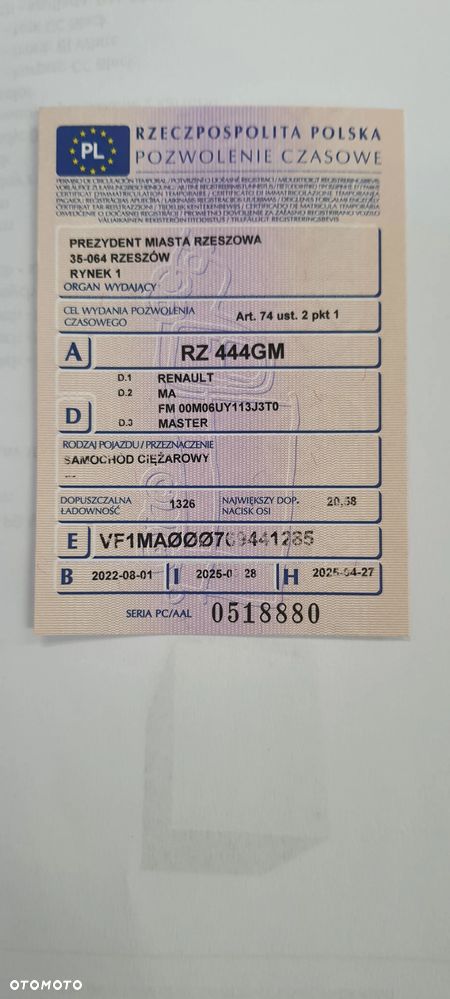 PL
RZECZPOSPOLITA POLSKA
POZWOLENIE CZASOWE
PREZYDENT MIASTA RZESZOWA
35-064 RZESZÓW
RYNEK 1
ORGAN WYDAJĄCY
CEL WYDANIA POZWOLENIA
CZASOWEGO
Art. 74 ust. 2 pkt 1
A RZ 444GM
D.1 RENAULT
D.2 MA
FM 00M06UY113J3T0
D
D.3 MASTER
RODZAJ POJAZDU / PRZEZNACZENIE
SAMOCHÓD CIĘŻAROWY
---
DOPUSZCZALNA
ŁADOWNOŚĆ
1326
NAJWIĘKSZY DOP.
NACISK OSI
20,58
E VF1MAØØØ769441285
B 2022-08-01 I 28 H 2025-04-27
SERIA PC/AAL 0518880
OTOMOTO